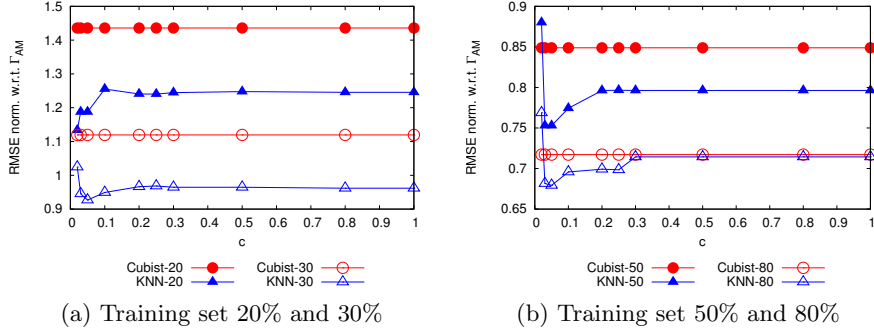 RMSE norm. w.r.t. ΓAM
1.5
1.4
1.3
1.2
1.1
1
0.9
0 0.1 0.2 0.3 0.4 0.5 0.6 0.7 0.8 0.9 1
c
Cubist-20 Cubist-30
KNN-20 KNN-30
(a) Training set 20% and 30%
RMSE norm. w.r.t. ΓAM
0.9
0.85
0.8
0.75
0.7
0.65
0 0.1 0.2 0.3 0.4 0.5 0.6 0.7 0.8 0.9 1
c
Cubist-50 Cubist-80
KNN-50 KNN-80
(b) Training set 50% and 80%